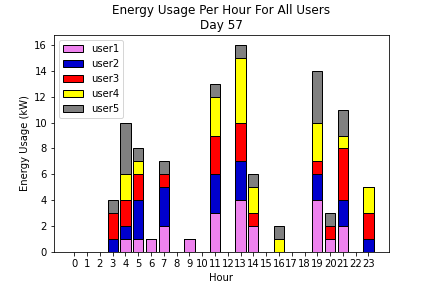 Energy Usage Per Hour For All Users
Day 57
user1
user2
user3
user4
user5
Energy Usage (kW)
16
14
12
10
8
6
4
2
0
0 1 2 3 4 5 6 7 8 9 10 11 12 13 14 15 16 17 18 19 20 21 22 23
Hour